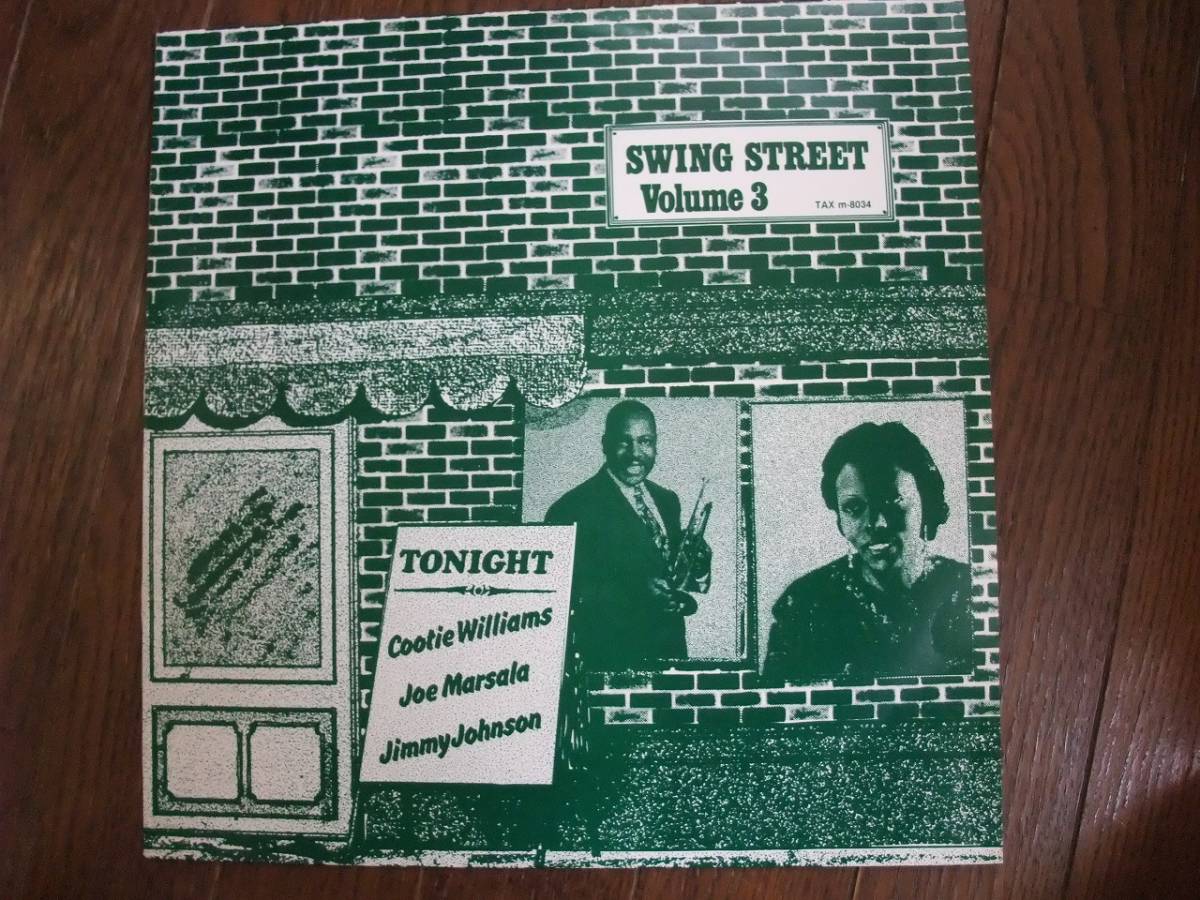 SWING STREET
Volume 3
TAX m-8034
TONIGHT
Cootie Williams
Joe Marsala
Jimmy Johnson